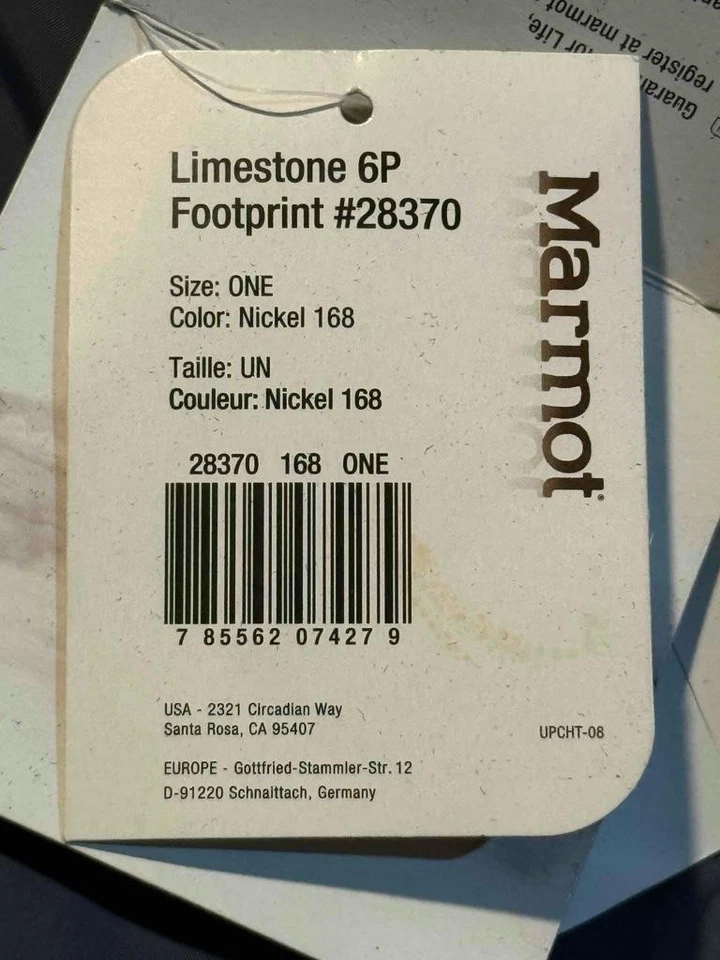 Limestone 6P
Footprint #28370
Size: ONE
Color: Nickel 168
Taille: UN
Couleur: Nickel 168
28370 168 ONE
7 85562 07427 9
USA - 2321 Circadian Way
Santa Rosa, CA 95407
UPCHT-08
EUROPE - Gottfried-Stammler-Str. 12
D-91220 Schnaittach, Germany
Marmot
for Life,
register at marmot